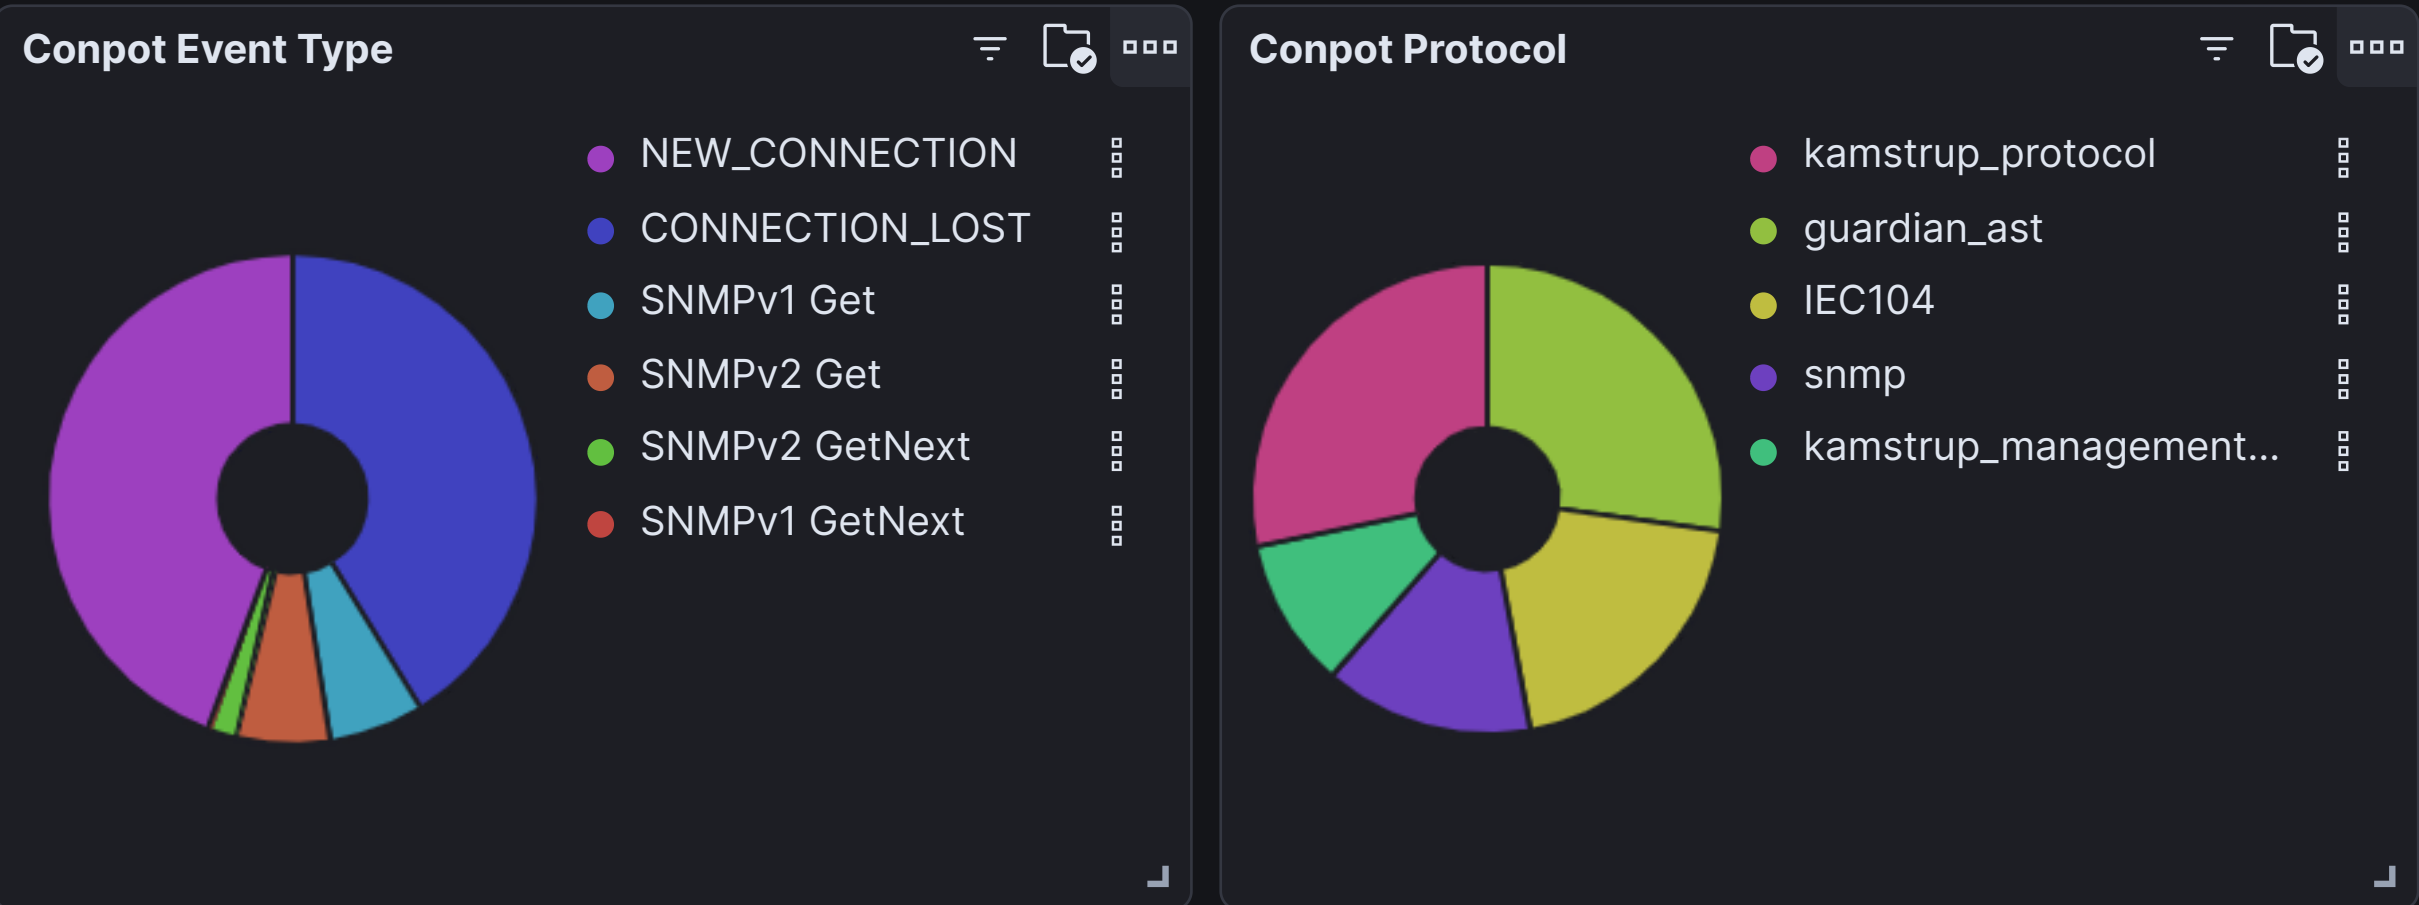 Conpot Event Type
NEW_CONNECTION
CONNECTION_LOST
SNMPv1 Get
SNMPv2 Get
SNMPv2 GetNext
SNMPv1 GetNext
Conpot Protocol
kamstrup_protocol
guardian_ast
IEC104
snmp
kamstrup_management...